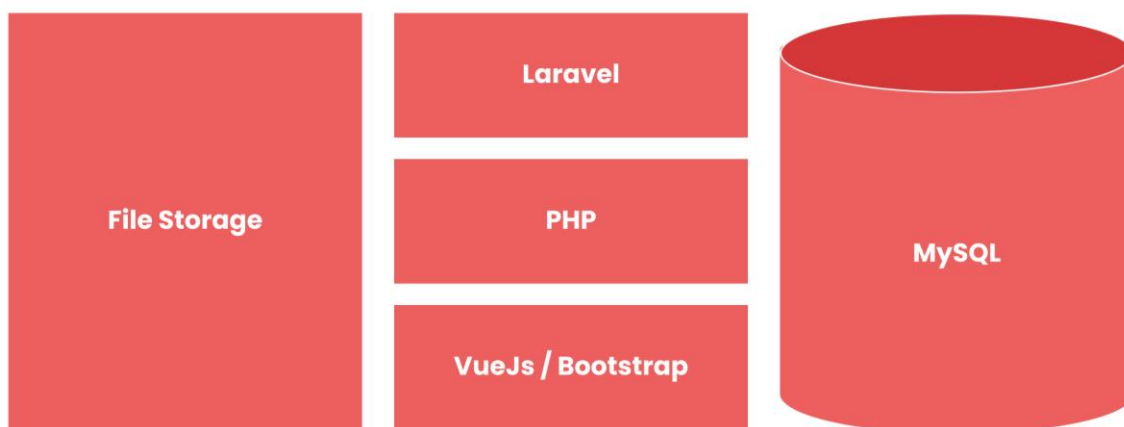 File Storage
Laravel
PHP
VueJs / Bootstrap
MySQL